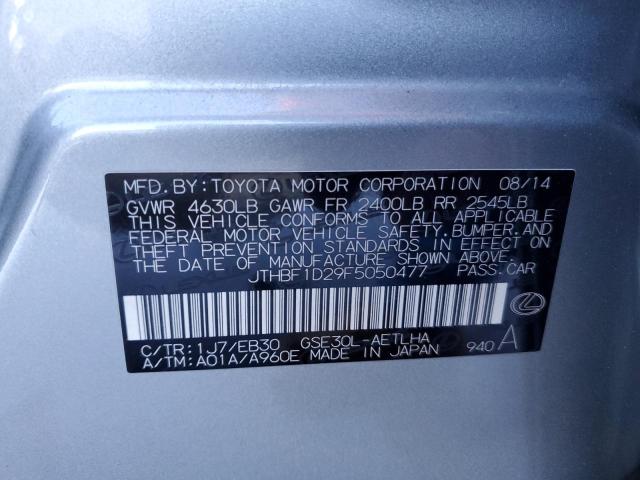 MFD. BY: TOYOTA MOTOR CORPORATION 08/14
GVWR 4630LB GAWR FR 2400LB RR 2545LB
THIS VEHICLE CONFORMS TO ALL APPLICABLE
FEDERAL MOTOR VEHICLE SAFETY, BUMPER, AND
THEFT PREVENTION STANDARDS IN EFFECT ON
THE DATE OF MANUFACTURE SHOWN ABOVE.
JTHBF1D29F5050477 PASS. CAR
C/TR: 1J7/EB30 GSE30L-AETLHA
A/TM: A01A/A960E MADE IN JAPAN 940 A